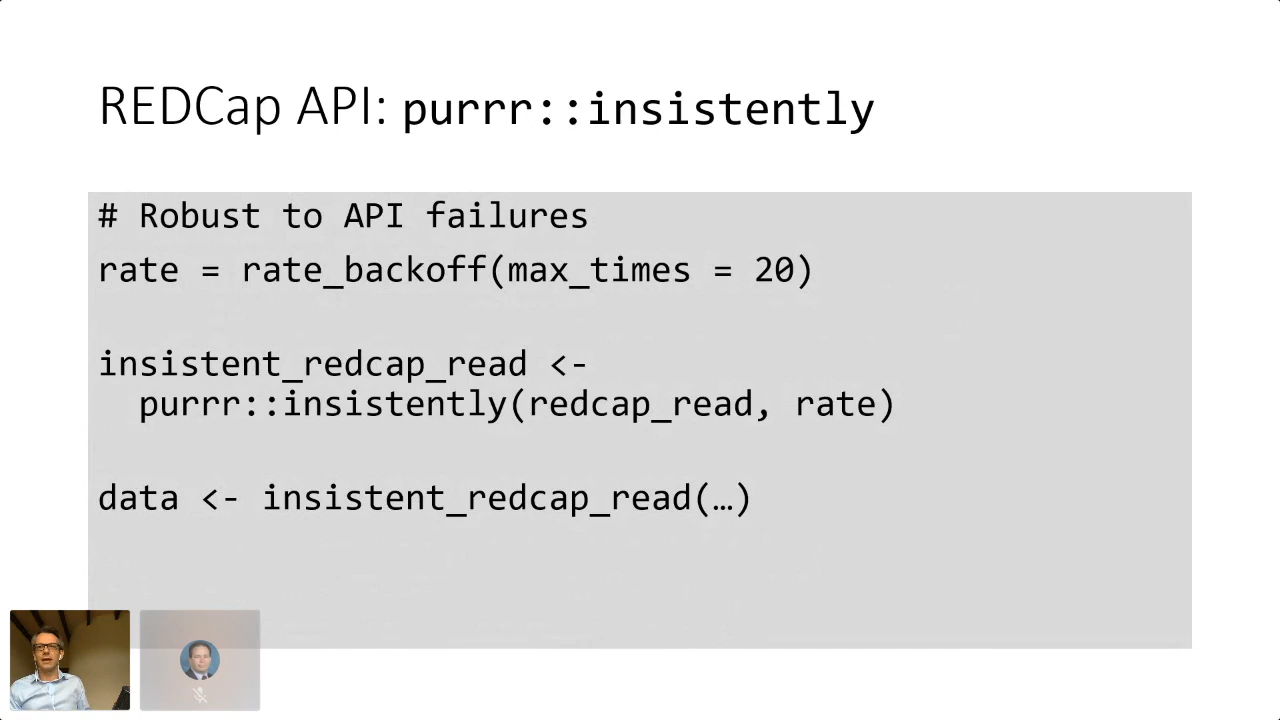 REDCap API: purrr::insistently
# Robust to API failures
rate = rate_backoff(max_times = 20)
insistent_redcap_read <-
purrr::insistently(redcap_read, rate)
data <- insistent_redcap_read(…)